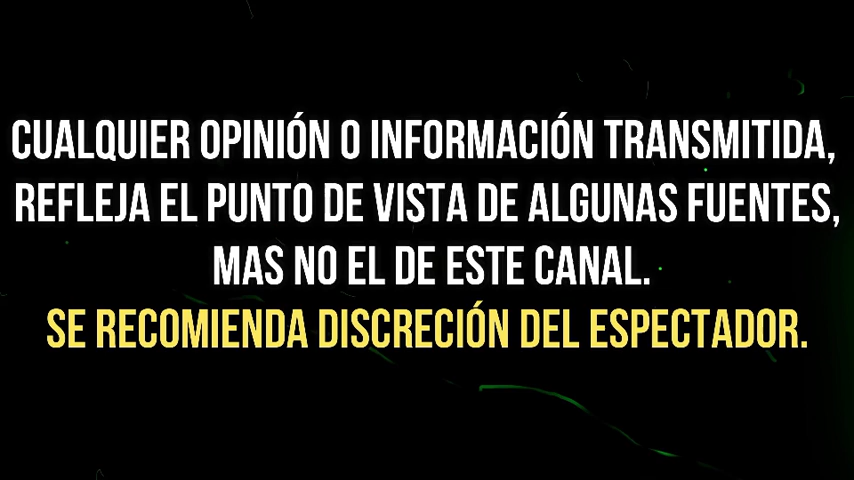 CUALQUIER OPINIÓN O INFORMACIÓN TRANSMITIDA,
REFLEJA EL PUNTO DE VISTA DE ALGUNAS FUENTES,
MAS NO EL DE ESTE CANAL.
SE RECOMIENDA DISCRECIÓN DEL ESPECTADOR.